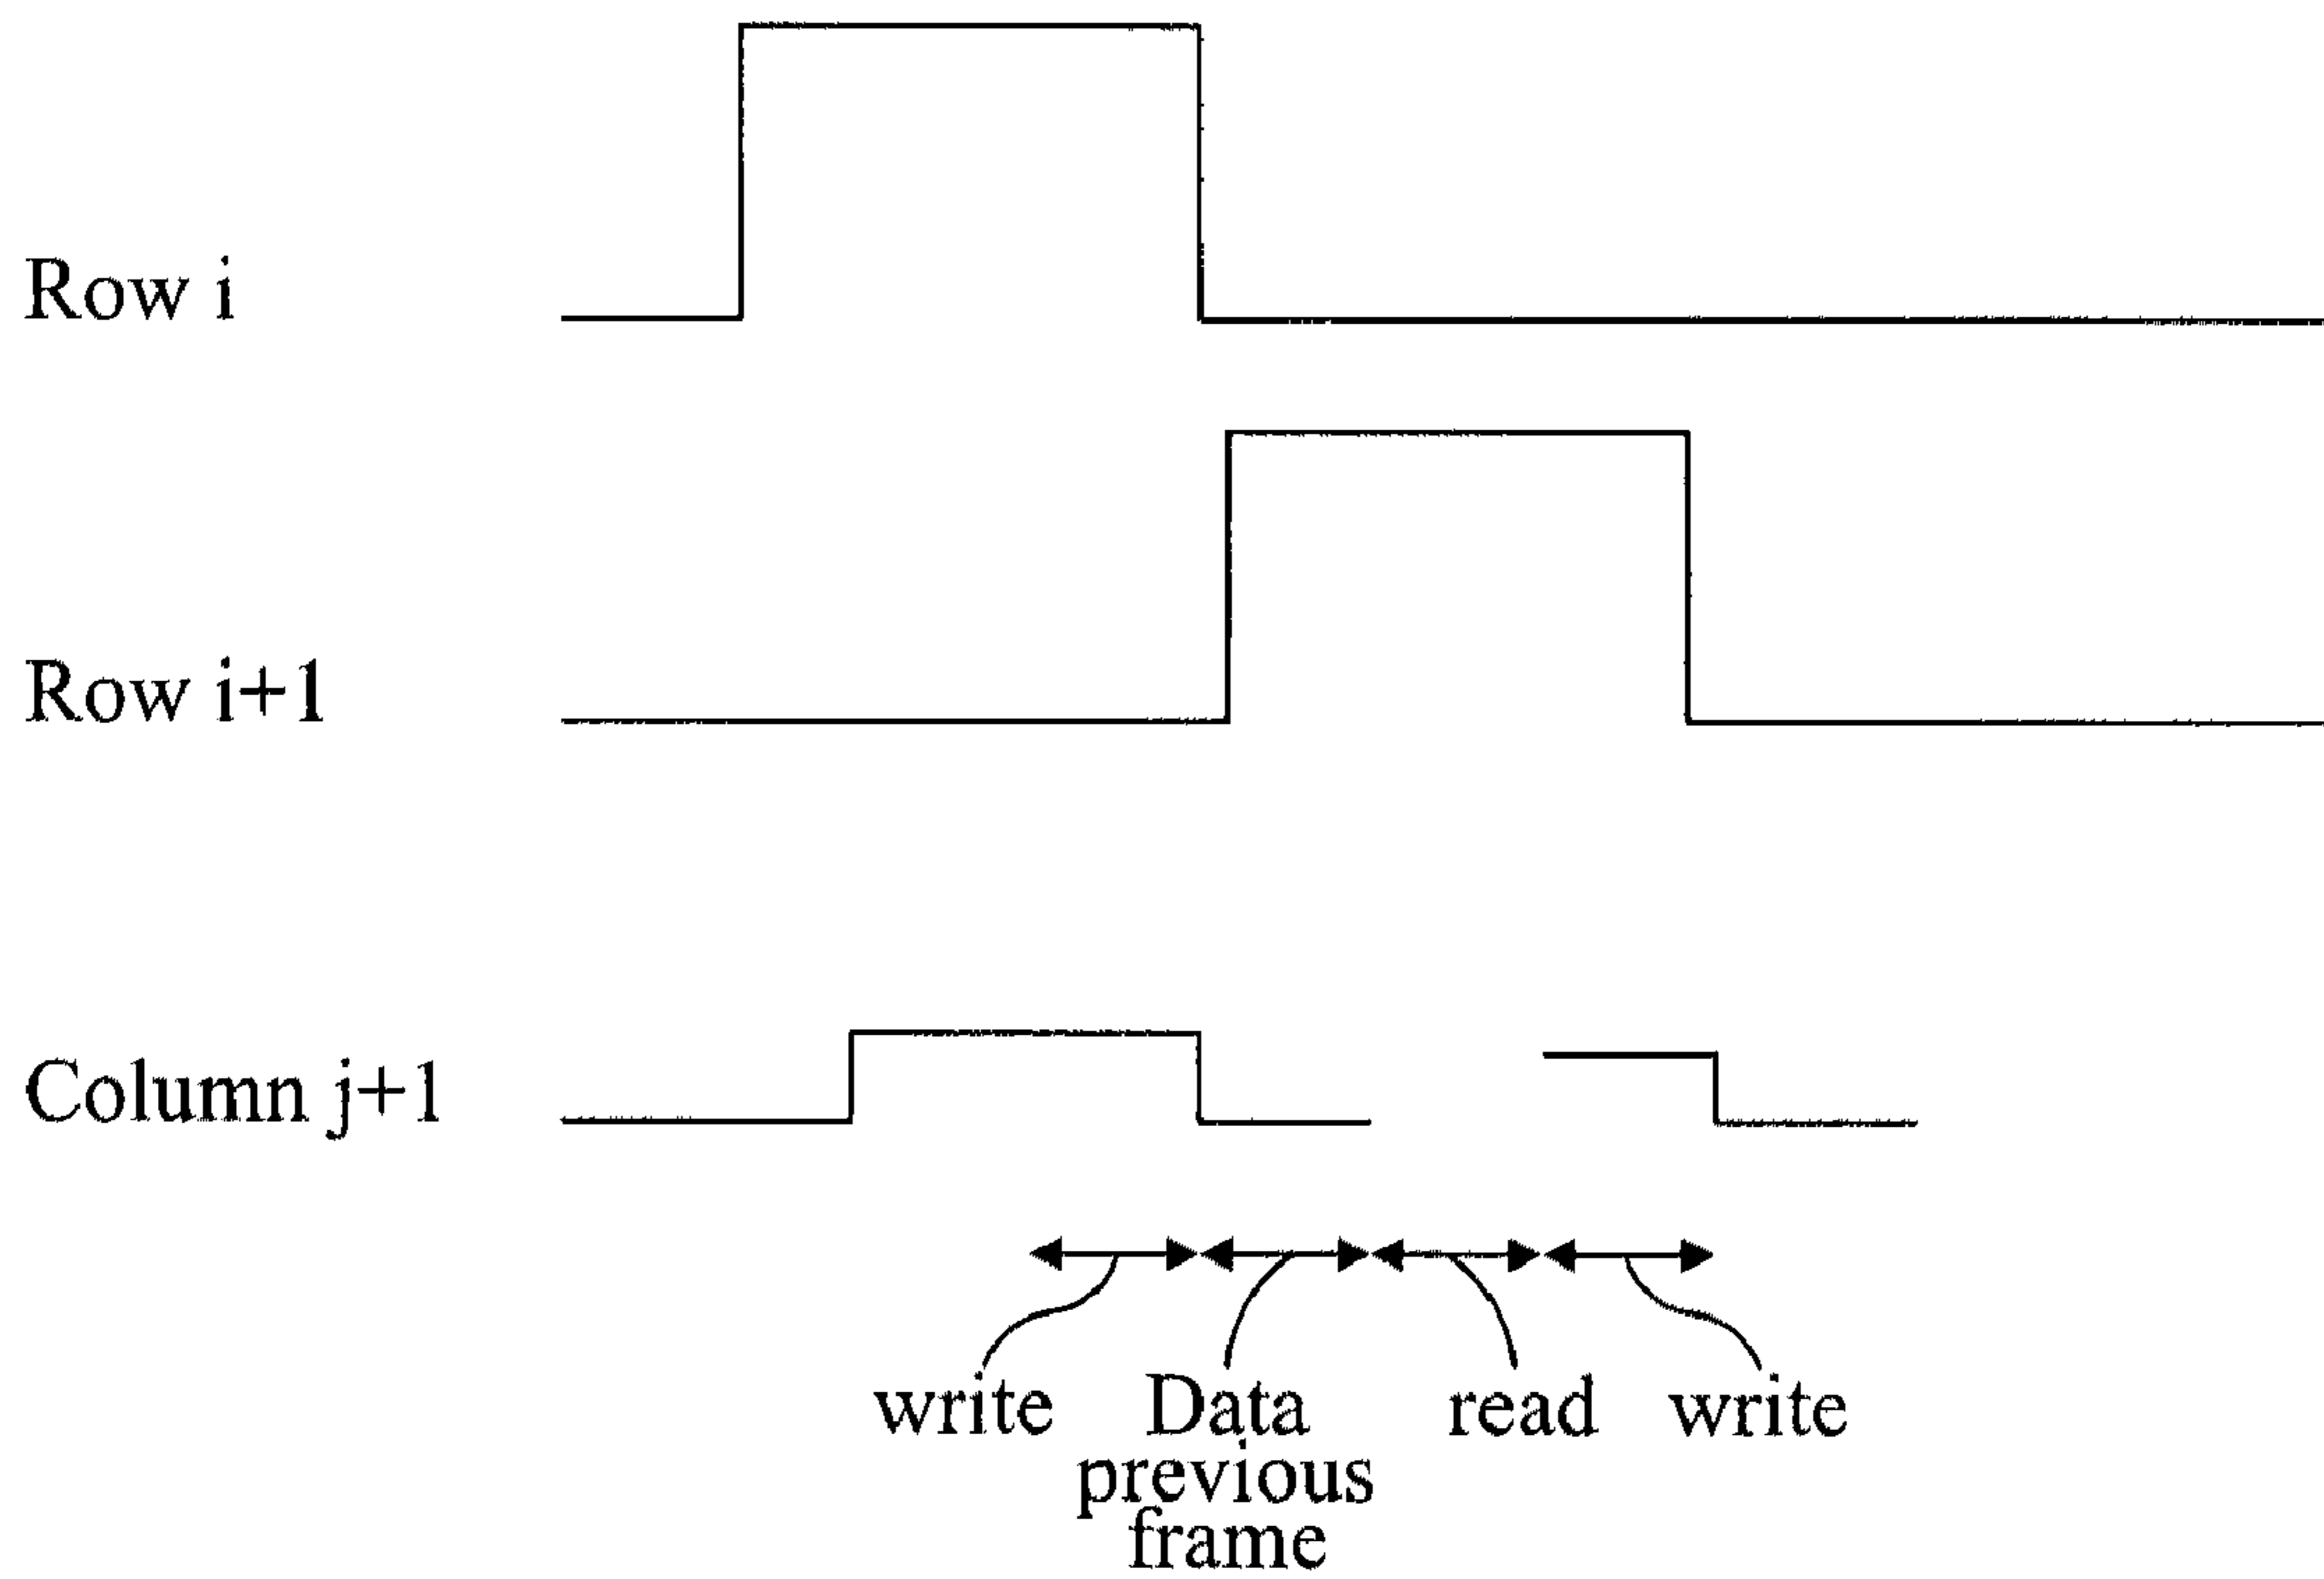 Row i
Row i+1
Column j+1
write
Data
previous
frame
read
write